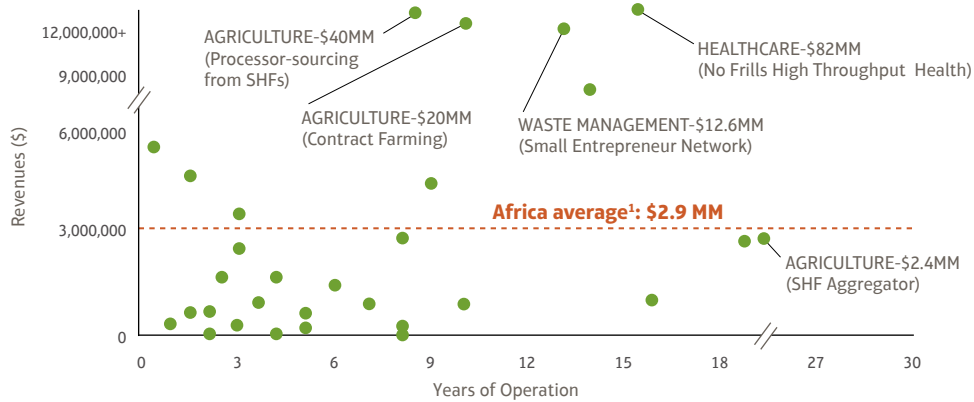 12,000,000+
9,000,000
6,000,000
3,000,000
0
Revenues ($)
AGRICULTURE-$40MM
(Processor-sourcing
from SHFs)
AGRICULTURE-$20MM
(Contract Farming)
WASTE MANAGEMENT-$12.6MM
(Small Entrepreneur Network)
HEALTHCARE-$82MM
(No Frills High Throughput Health)
Africa average¹: $2.9 MM
AGRICULTURE-$2.4MM
(SHF Aggregator)
0 3 6 9 12 15 18 27 30
Years of Operation